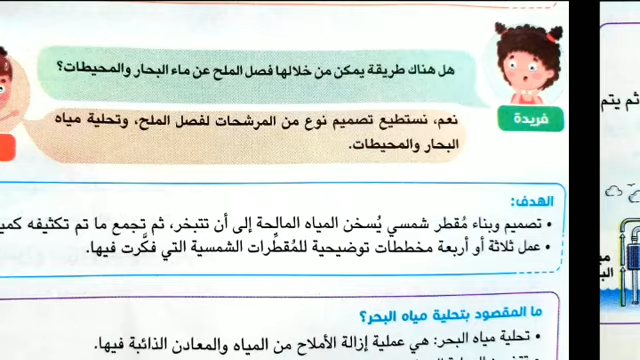 هل هناك طريقة يمكن من خلالها فصل الملح عن ماء البحار والمحيطات؟
فريدة
نعم، نستطيع تصميم نوع من المرشحات لفصل الملح، وتحلية مياه
البحار والمحيطات.
الهدف:
• تصميم وبناء مُقطر شمسي يُسخن المياه المالحة إلى أن تتبخر، ثم تجمع ما تم تكثيفه
• عمل ثلاثة أو أربعة مخططات توضيحية للمُقطِّرات الشمسية التي فكَّرت فيها.
ما المقصود بتحلية مياه البحر؟
• تحلية مياه البحر: هي عملية إزالة الأملاح من المياه والمعادن الذائبة فيها.
ثم يتم